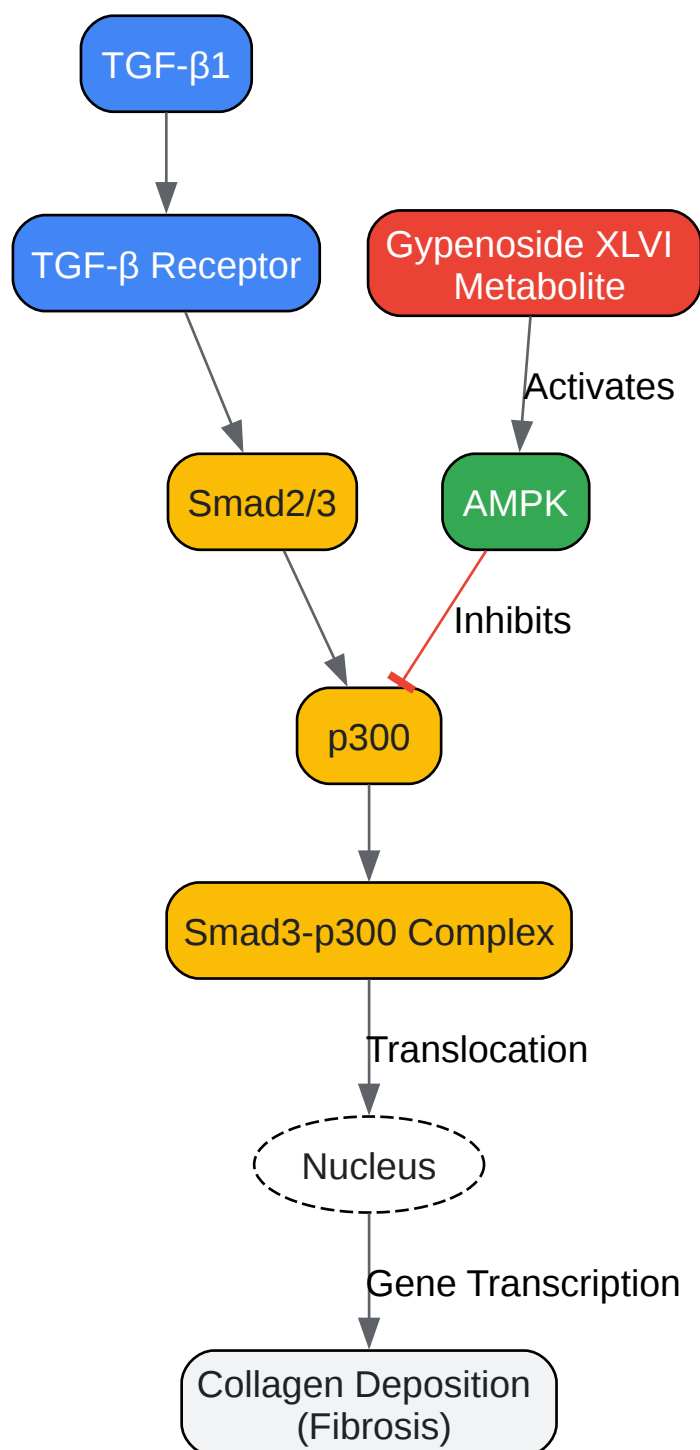 TGF-β1
TGF-β Receptor
Gypenoside XLVI
Metabolite
Activates
Smad2/3
AMPK
Inhibits
p300
Smad3-p300 Complex
Translocation
Nucleus
Gene Transcription
Collagen Deposition
(Fibrosis)